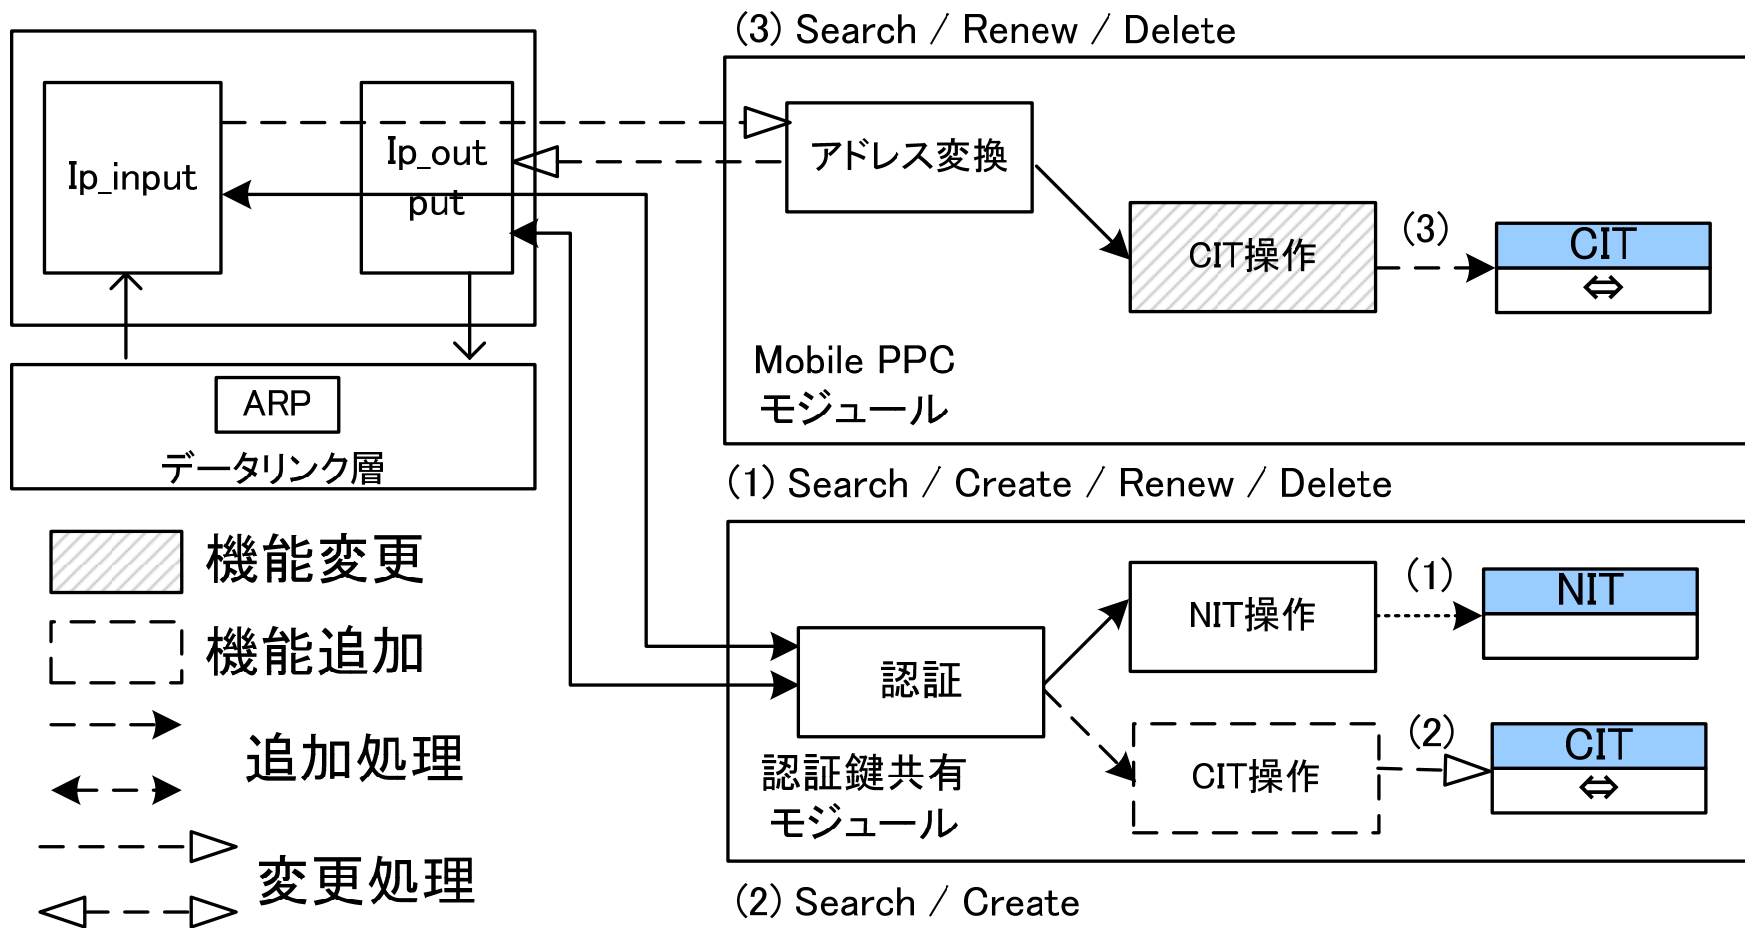 (3) Search / Renew / Delete
Ip_input
Ip_out
put
アドレス変換
CIT操作
(3)
CIT
⇔
Mobile PPC
モジュール
ARP
データリンク層
(1) Search / Create / Renew / Delete
機能変更
機能追加
追加処理
変更処理
認証
NIT操作
(1)
NIT
CIT操作
(2)
CIT
⇔
認証鍵共有
モジュール
(2) Search / Create